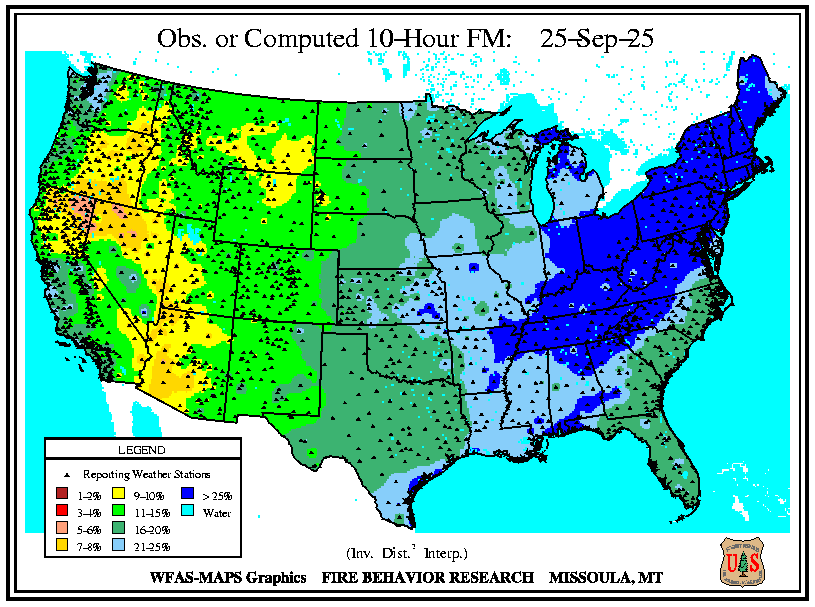 Obs. or Computed 10-Hour FM: 25-Sep-25
LEGEND
Reporting Weather Stations
1-2% 9-10% > 25%
3-4% 11-15% Water
5-6% 16-20%
7-8% 21-25%
(Inv. Dist.² Interp.)
WFAS-MAPS Graphics FIRE BEHAVIOR RESEARCH MISSOULA, MT
U S